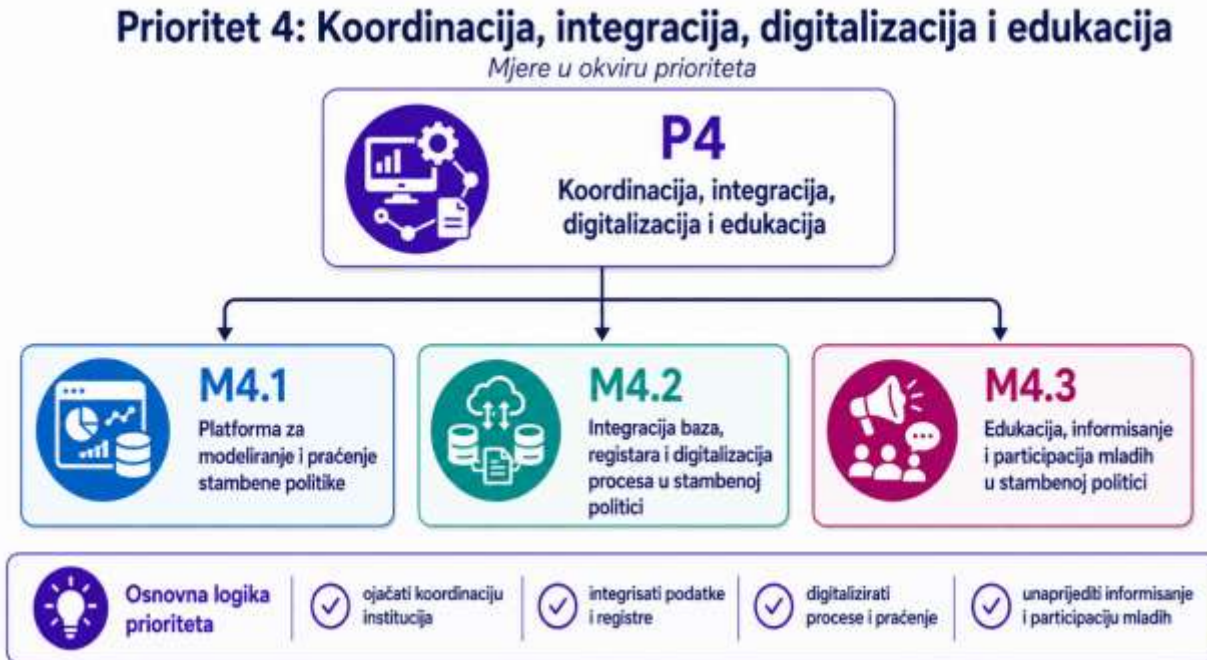 Prioritet 4: Koordinacija, integracija, digitalizacija i edukacija
Mjere u okviru prioriteta
P4
Koordinacija, integracija,
digitalizacija i edukacija
M4.1
Platforma za
modeliranje i praćenje
stambene politike
M4.2
Integracija baza,
registara i digitalizacija
procesa u stambenoj
politici
M4.3
Edukacija, informisanje
i participacija mladih
u stambenoj politici
Osnovna logika
prioriteta
ojačati koordinaciju
institucija
integrisati podatke
i registre
digitalizirati
procese i praćenje
unaprijediti informisanje
i participaciju mladih